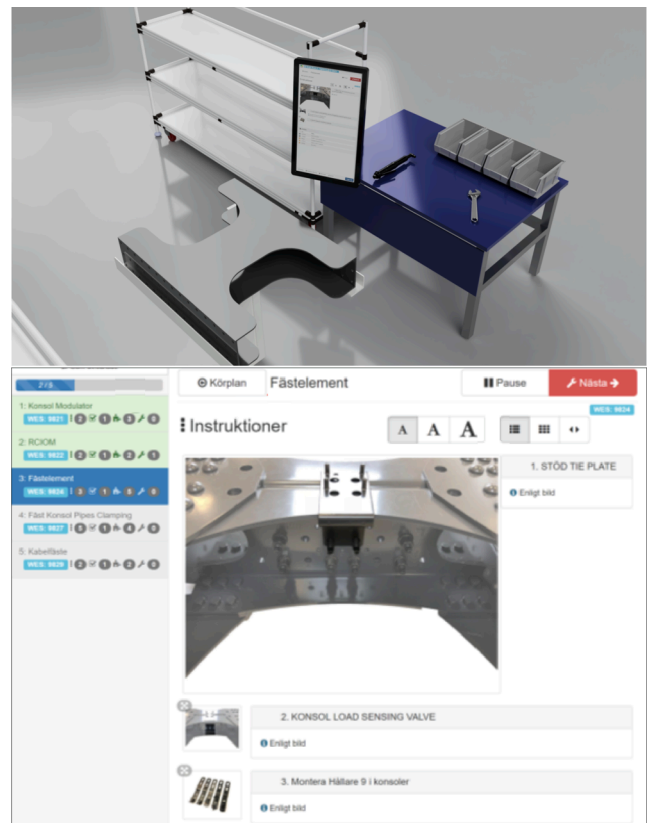 2 / 5
Körplan
Fästelement
Pause
Nästa
1: Konsol Modulator
WES: 9821
2: RCIOM
WES: 9822
3: Fästelement
WES: 9824
4: Fäst Konsol Pipes Clamping
WES: 9827
5: Kabelfäste
WES: 9829
WES: 9824
Instruktioner
A A A
1. STÖD TIE PLATE
Enligt bild
2. KONSOL LOAD SENSING VALVE
Enligt bild
3. Montera Hållare 9 i konsoler
Enligt bild